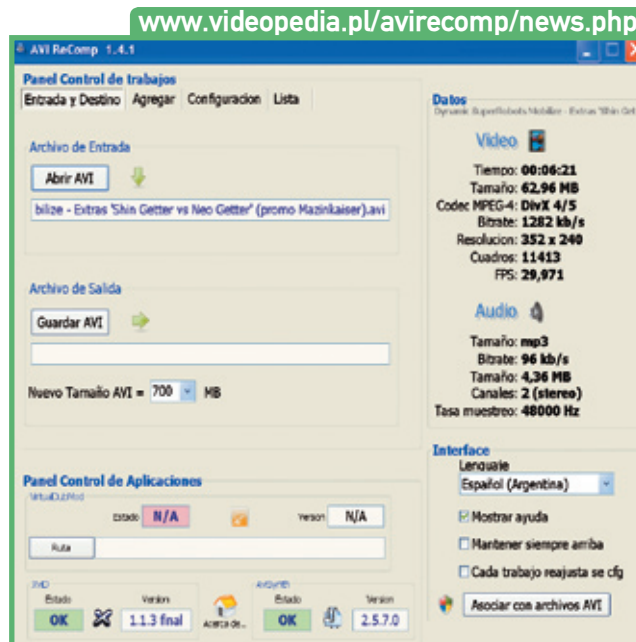 www.videopedia.pl/avirecomp/news.php
AVI ReComp 1.4.1
Panel Control de trabajos
Entrada y Destino Agregar Configuracion Lista
Archivo de Entrada
Abrir AVI
bilize - Extras 'Shin Getter vs Neo Getter' (promo Mazinkaiser).avi
Archivo de Salida
Guardar AVI
Nuevo Tamaño AVI = 700 MB
Panel Control de Aplicaciones
VirtualDubMod
Estado N/A Version N/A
Ruta
XviD
Estado Version
OK 1.1.3 final
Acerca de...
AviSynth
Estado Version
OK 2.5.7.0
Datos
Dynamic SuperRobots Mobilize - Extras 'Shin Get
Video
Tiempo: 00:06:21
Tamaño: 62,96 MB
Codec MPEG-4: DivX 4/5
Bitrate: 1282 kb/s
Resolucion: 352 x 240
Cuadros: 11413
FPS: 29,971
Audio
Tamaño: mp3
Bitrate: 96 kb/s
Tamaño: 4,36 MB
Canales: 2 (stereo)
Tasa muestreo: 48000 Hz
Interface
Lenguaje
Español (Argentina)
Mostrar ayuda
Mantener siempre arriba
Cada trabajo reajusta se cfg
Asociar con archivos AVI